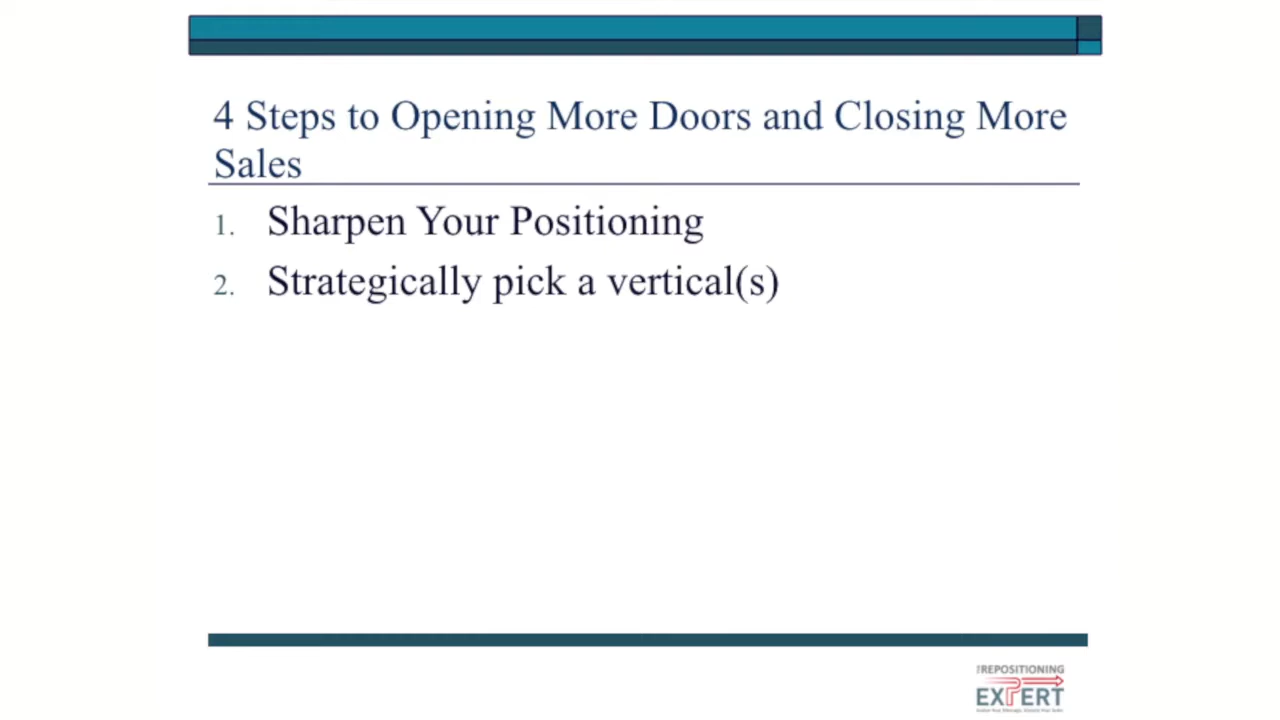 4 Steps to Opening More Doors and Closing More
Sales
1. Sharpen Your Positioning
2. Strategically pick a vertical(s)
THE REPOSITIONING
EXPERT